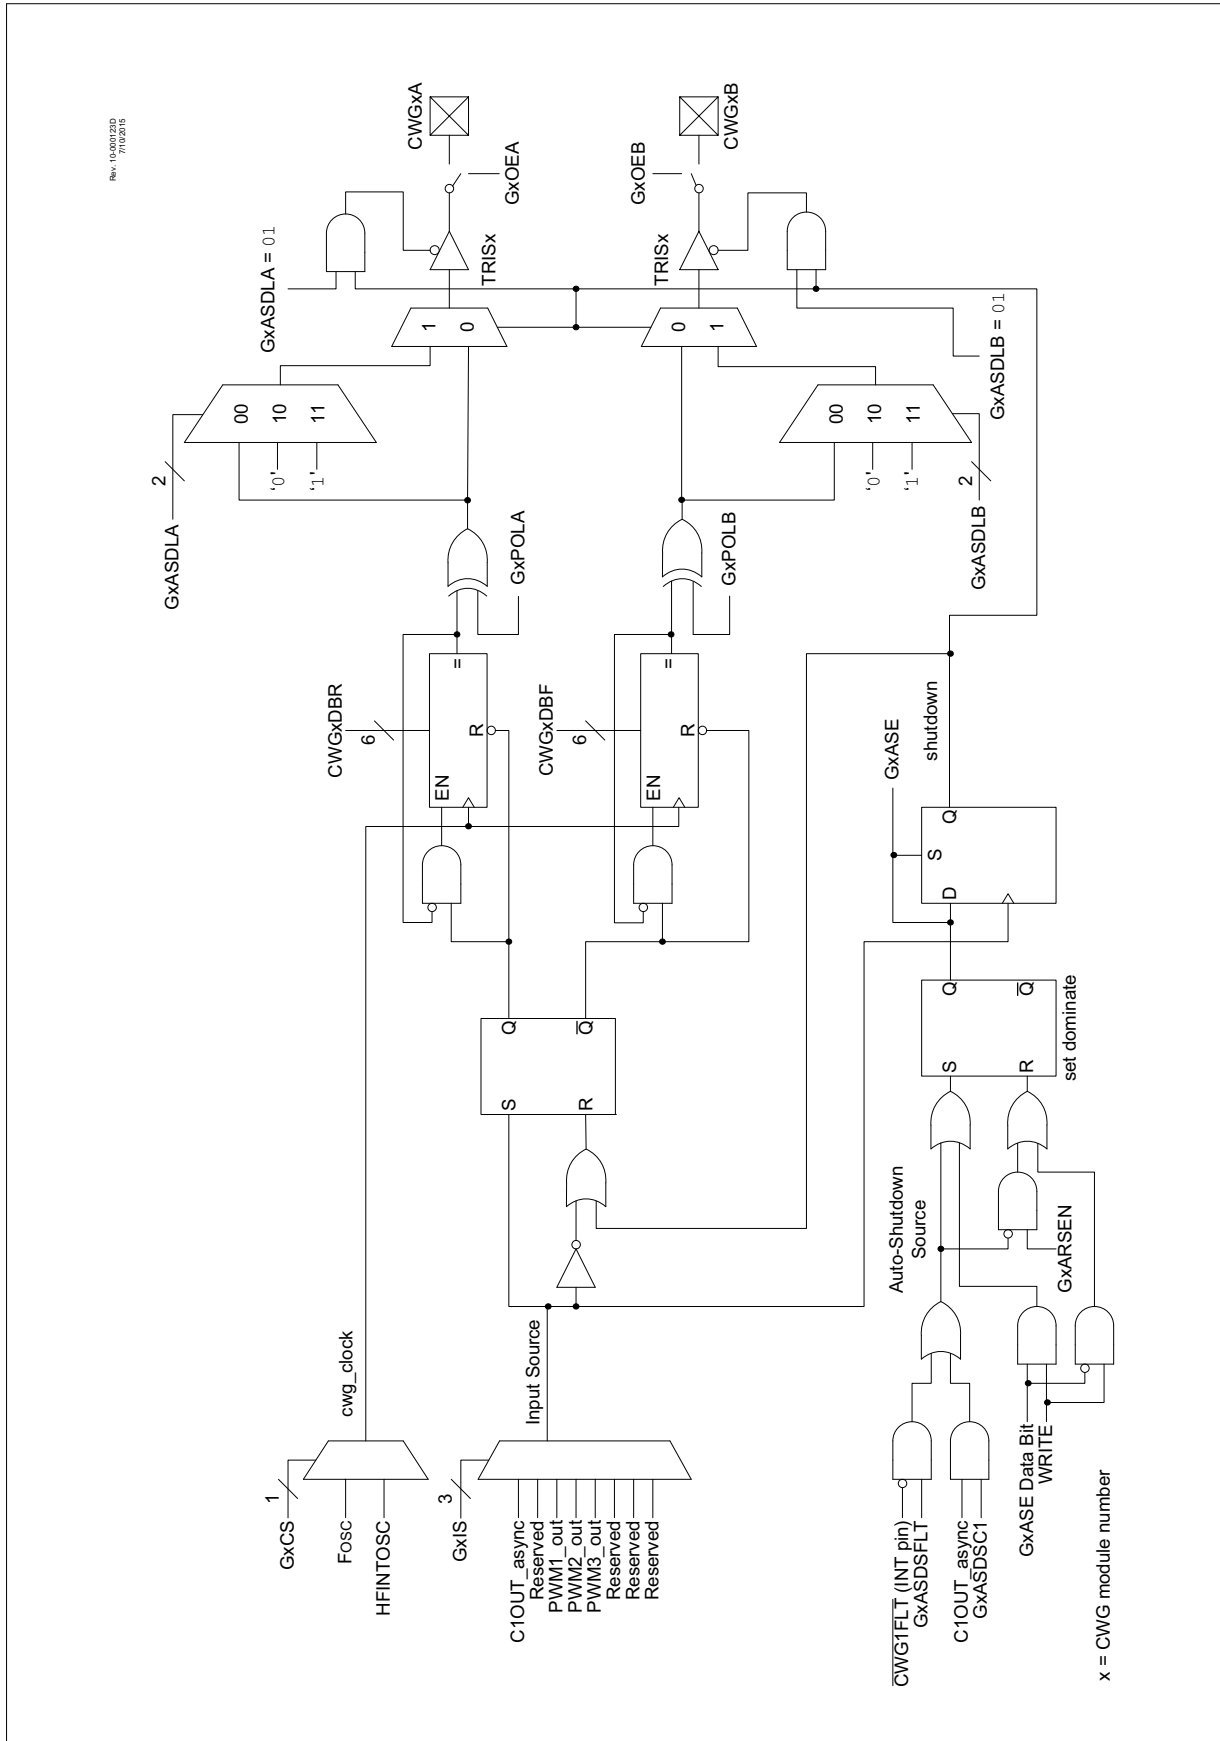 Rev. 10-000123D
7/10/2015
GxCS
1
FOSC
HFINTOSC
cwg_clock
GxIS
3
C1OUT_async
Reserved
PWM1_out
PWM2_out
PWM3_out
Reserved
Reserved
Reserved
Input Source
S
R
Q
Q
EN
R
=
CWGxDBR
6
EN
R
=
CWGxDBF
6
GxPOLA
GxPOLB
GxASDLA
2
00
10
11
'0'
'1'
GxASDLA = 01
1
0
TRISx
GxOEA
CWGxA
0
1
TRISx
GxOEB
CWGxB
00
10
11
'0'
'1'
GxASDLB
2
GxASDLB = 01
CWG1FLT (INT pin)
GxASDSFLT
C1OUT_async
GxASDSC1
Auto-Shutdown
Source
GxARSEN
GxASE Data Bit
WRITE
S
R
Q
Q
set dominate
D
S
Q
GxASE
shutdown
x = CWG module number